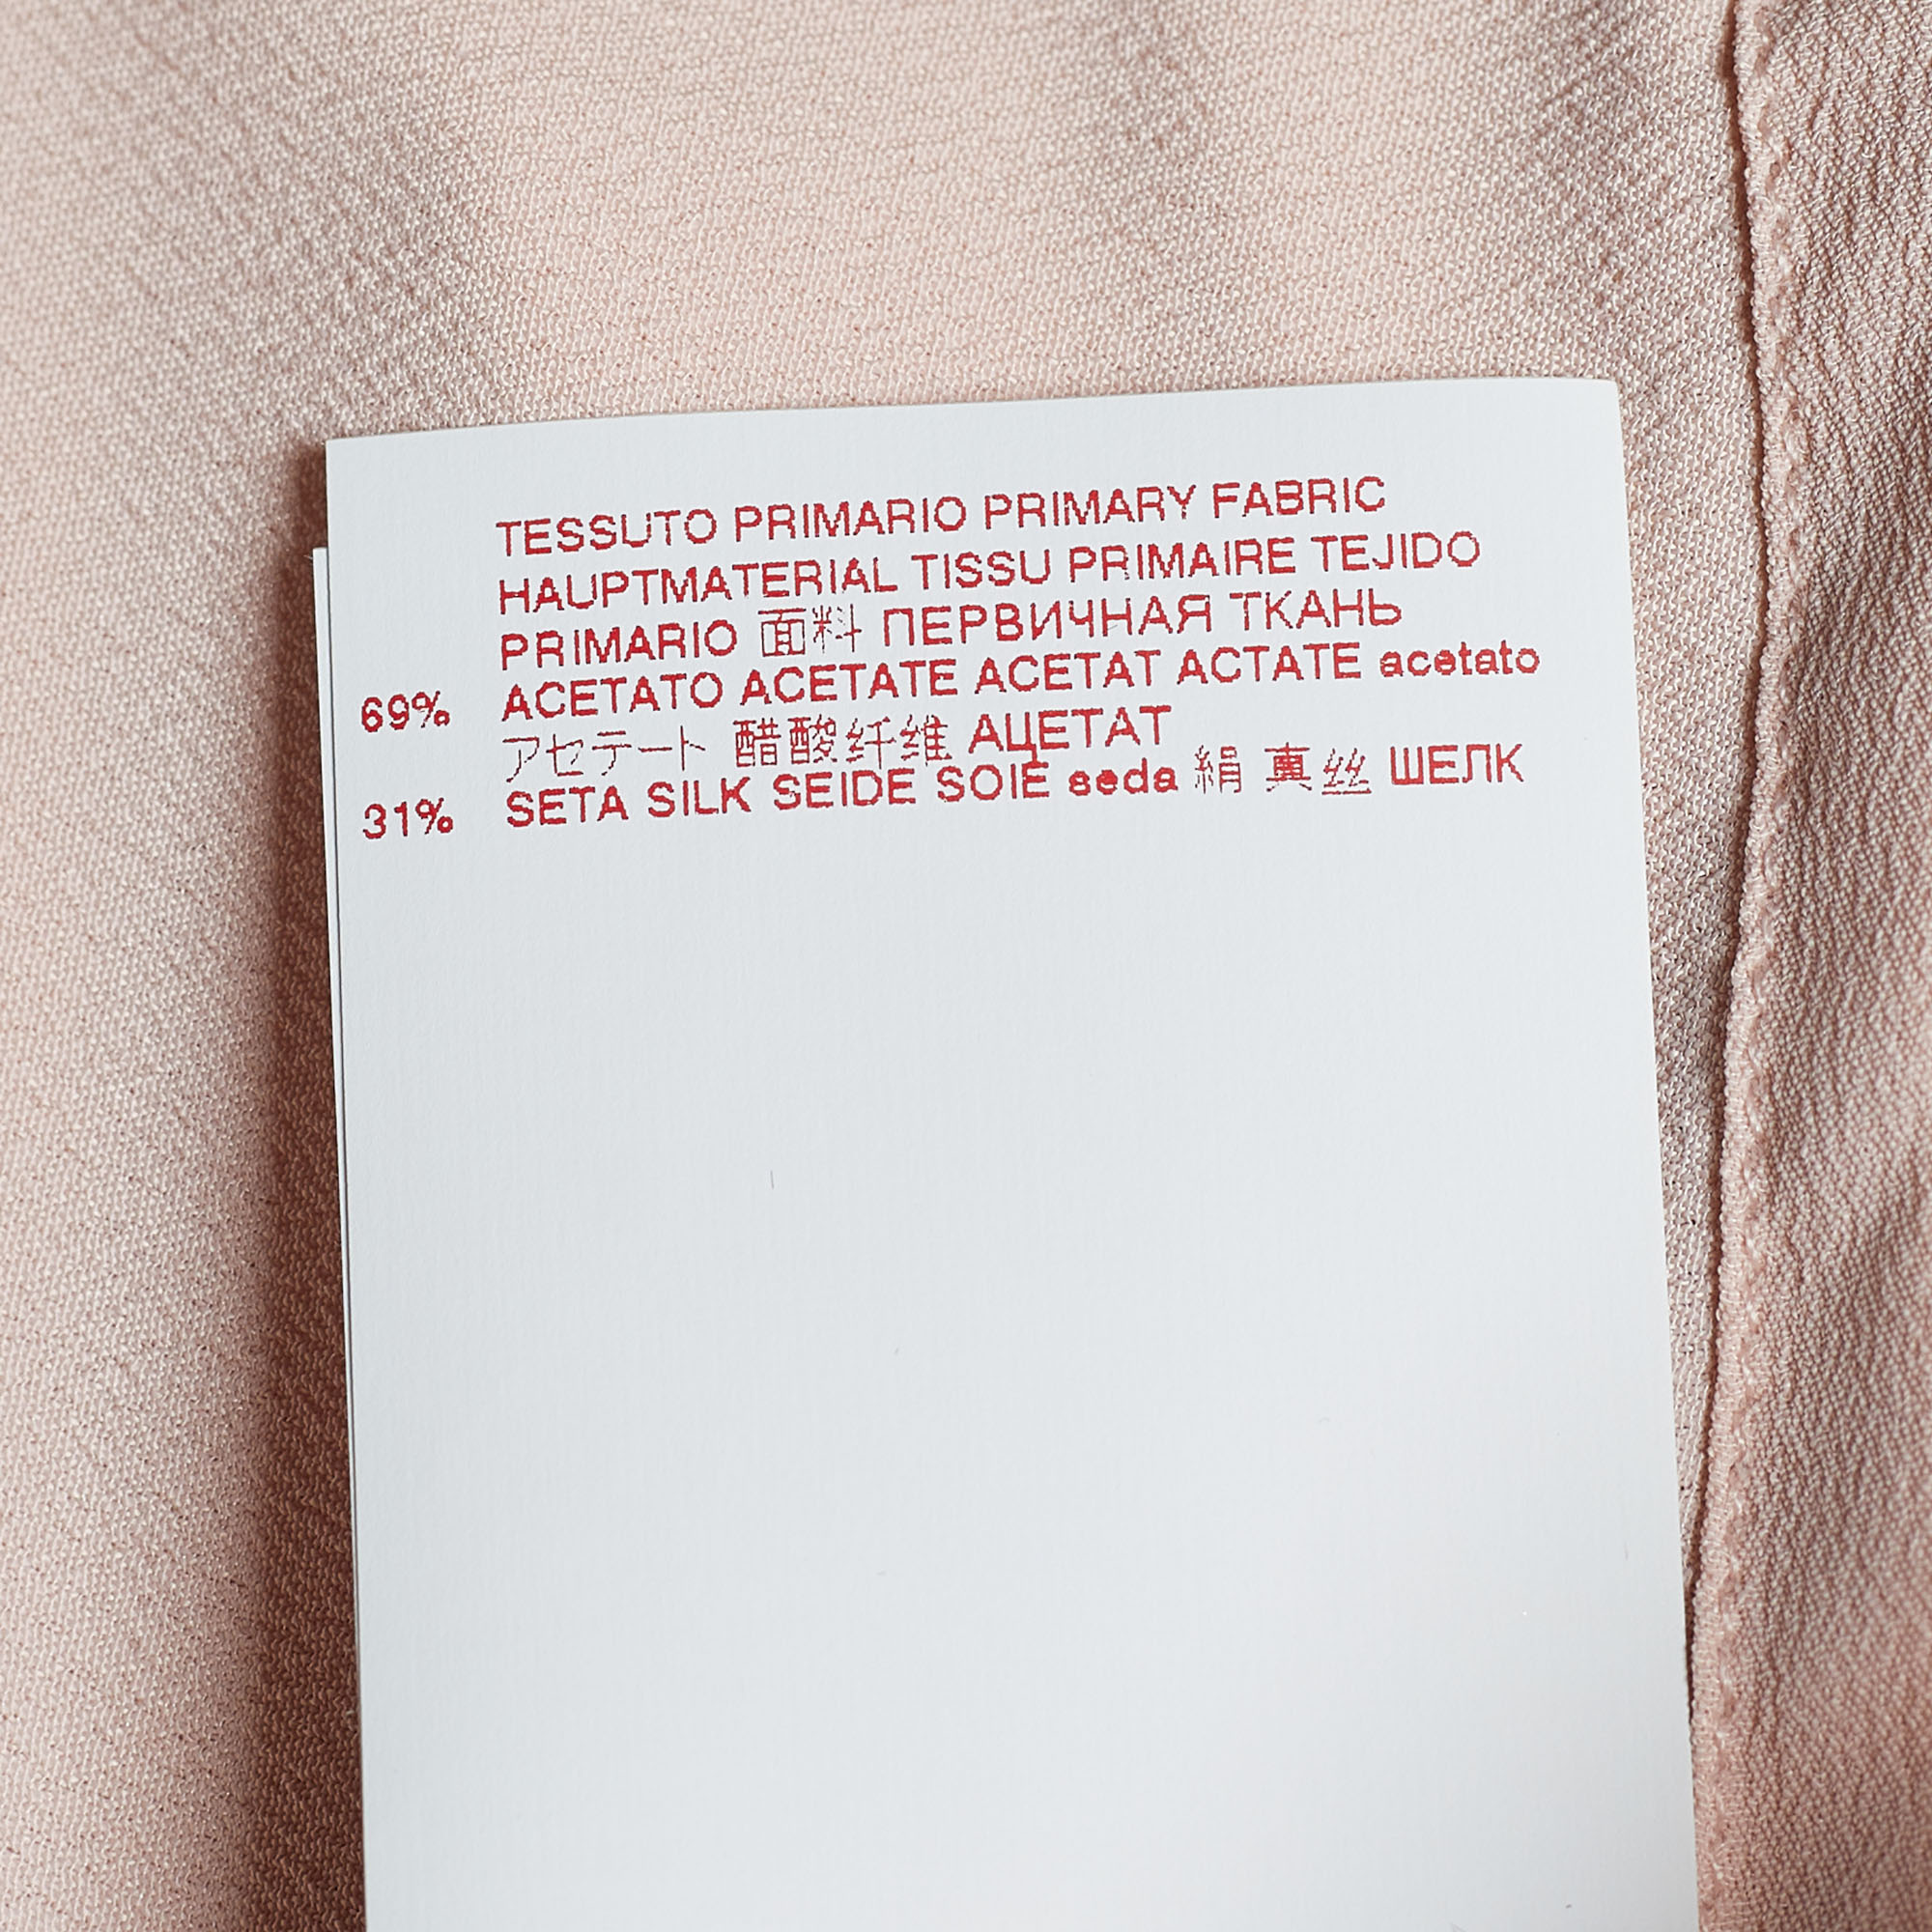 TESSUTO PRIMARIO PRIMARY FABRIC
HAUPTMATERIAL TISSU PRIMAIRE TEJIDO
PRIMARIO 面料 ПЕРВИЧНАЯ ТКАНЬ
69% ACETATO ACETATE ACETAT ACTATE acetato
アセテート 醋酸纤维 АЦЕТАТ
31% SETA SILK SEIDE SOIE seda 絹 真丝 ШЕЛК